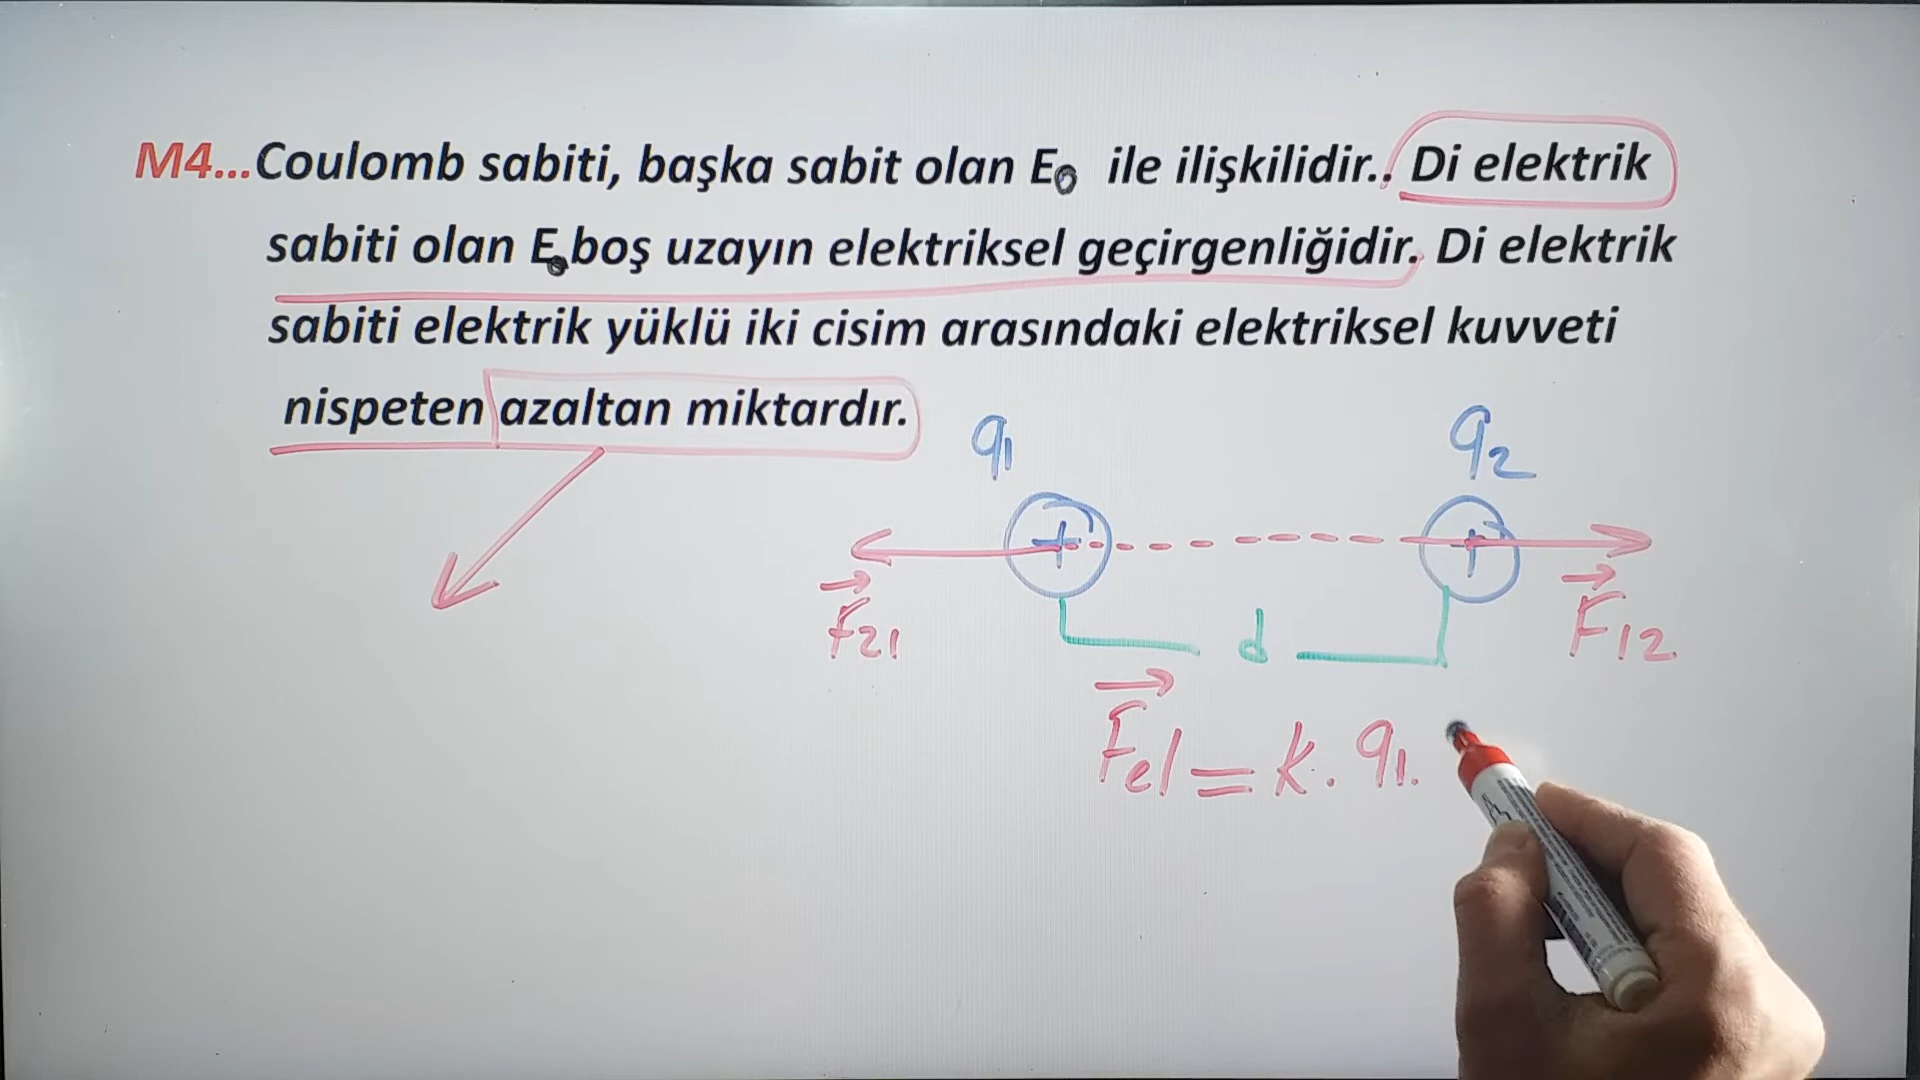 M4...Coulomb sabiti, başka sabit olan E0 ile ilişkilidir.. Di elektrik
sabiti olan E0 boş uzayın elektriksel geçirgenliğidir. Di elektrik
sabiti elektrik yüklü iki cisim arasındaki elektriksel kuvveti
nispeten azaltan miktardır.
q1 q2
+ +
F21 d F12
Fel = k. q1.